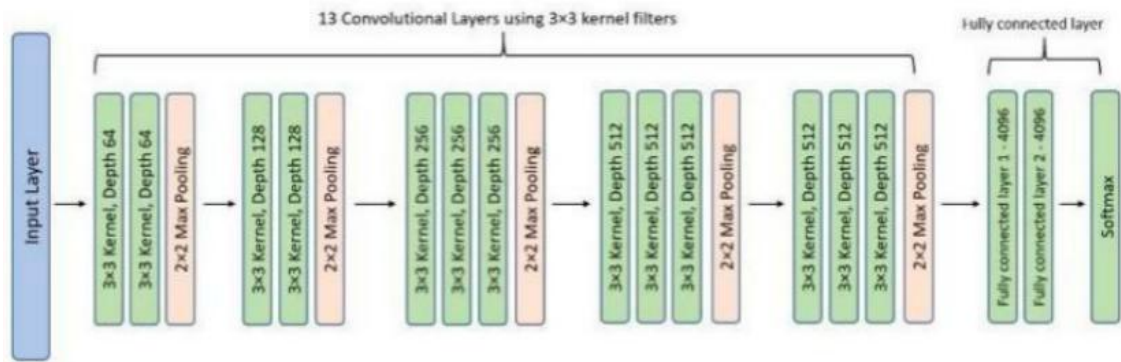 13 Convolutional Layers using 3×3 kernel filters
Fully connected layer
Input Layer
3×3 Kernel, Depth 64
3×3 Kernel, Depth 64
2×2 Max Pooling
3×3 Kernel, Depth 128
3×3 Kernel, Depth 128
2×2 Max Pooling
3×3 Kernel, Depth 256
3×3 Kernel, Depth 256
3×3 Kernel, Depth 256
2×2 Max Pooling
3×3 Kernel, Depth 512
3×3 Kernel, Depth 512
3×3 Kernel, Depth 512
2×2 Max Pooling
3×3 Kernel, Depth 512
3×3 Kernel, Depth 512
3×3 Kernel, Depth 512
2×2 Max Pooling
Fully connected layer 1 - 4096
Fully connected layer 2 - 4096
Softmax